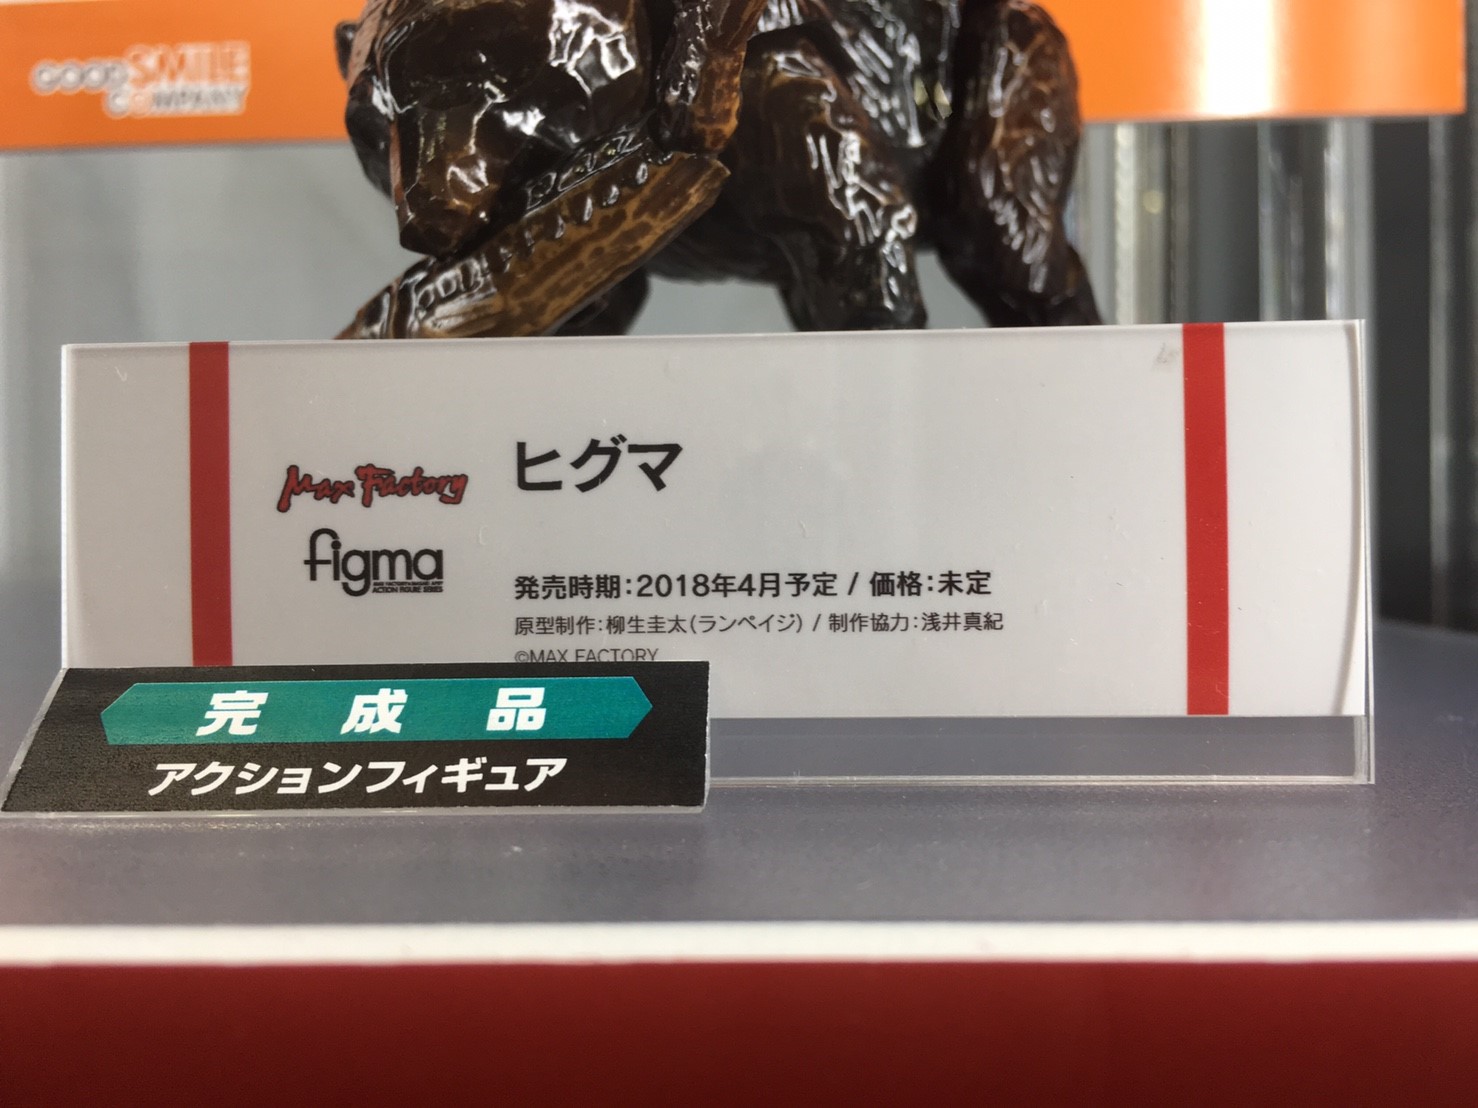 GOOD SMILE
COMPANY
Max Factory
figma
ACTION FIGURE SERIES
ヒグマ
発売時期:2018年4月予定 / 価格:未定
原型制作:柳生圭太(ランペイジ) / 制作協力:浅井真紀
©MAX FACTORY
完成品
アクションフィギュア